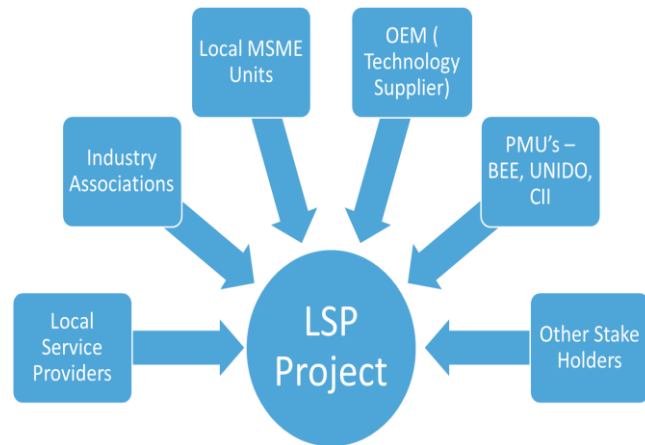 Local MSME
Units
OEM (
Technology
Supplier)
Industry
Associations
PMU's –
BEE, UNIDO,
CII
Local
Service
Providers
LSP
Project
Other Stake
Holders